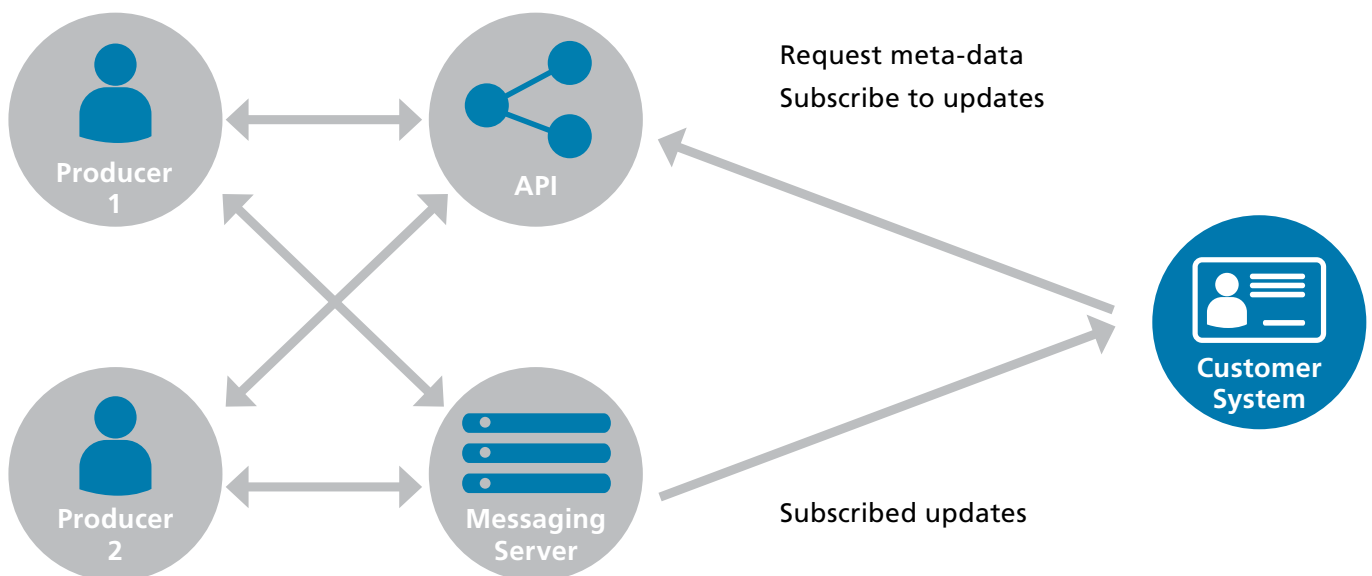 Request meta-data
Subscribe to updates
Producer
1
API
Customer
System
Producer
2
Messaging
Server
Subscribed updates